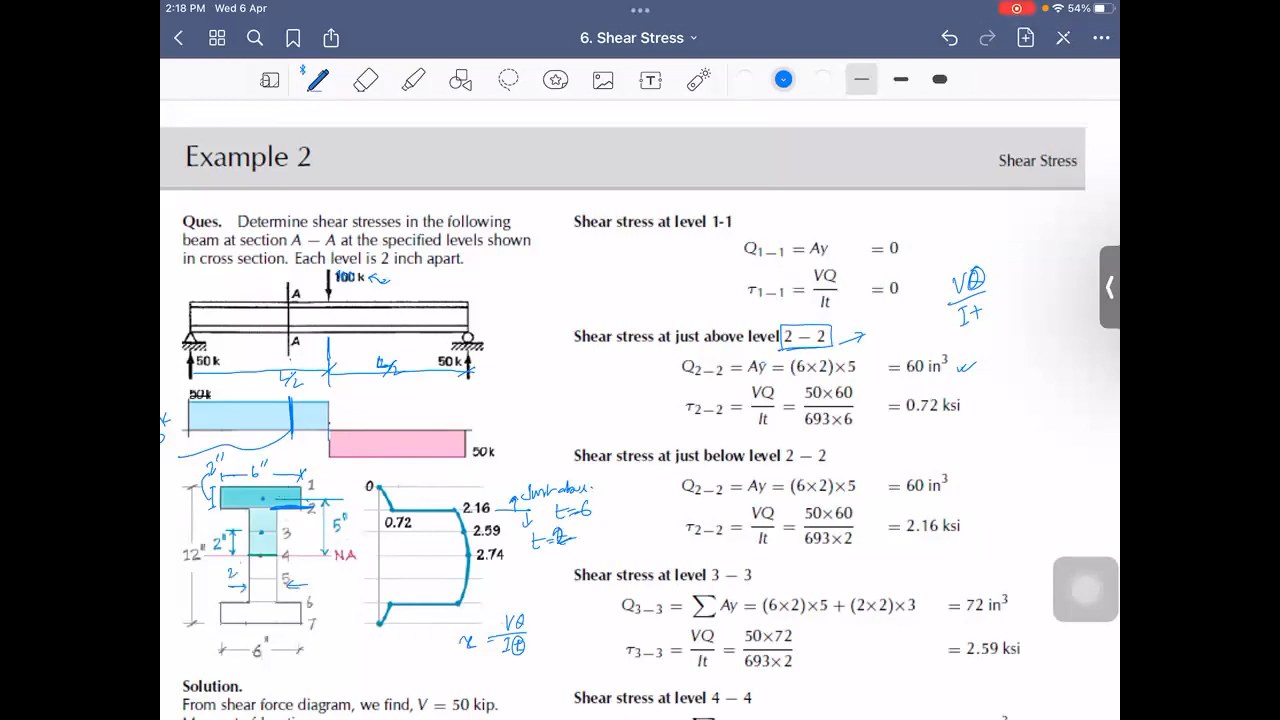 2:18 PM Wed 6 Apr
54%
6. Shear Stress
Example 2
Shear Stress
Ques. Determine shear stresses in the following
beam at section A − A at the specified levels shown
in cross section. Each level is 2 inch apart.
100 k
A
A
50 k
50 k
L/2
L/2
50k
50 k
2"
6"
1
2
3
4
5
6
7
5"
2"
12"
NA
2
6"
0
0.72
2.16
2.59
2.74
t=6
t=2
VQ
It
Solution.
From shear force diagram, we find, V = 50 kip.
Shear stress at level 1-1
Q1−1 = Ay = 0
τ1−1 = VQ/It = 0
VQ
It
Shear stress at just above level 2 − 2
Q2−2 = Aȳ = (6×2)×5 = 60 in³
τ2−2 = VQ/It = 50×60/693×6 = 0.72 ksi
Shear stress at just below level 2 − 2
Q2−2 = Ay = (6×2)×5 = 60 in³
τ2−2 = VQ/It = 50×60/693×2 = 2.16 ksi
Shear stress at level 3 − 3
Q3−3 = ∑ Ay = (6×2)×5 + (2×2)×3 = 72 in³
τ3−3 = VQ/It = 50×72/693×2 = 2.59 ksi
Shear stress at level 4 − 4